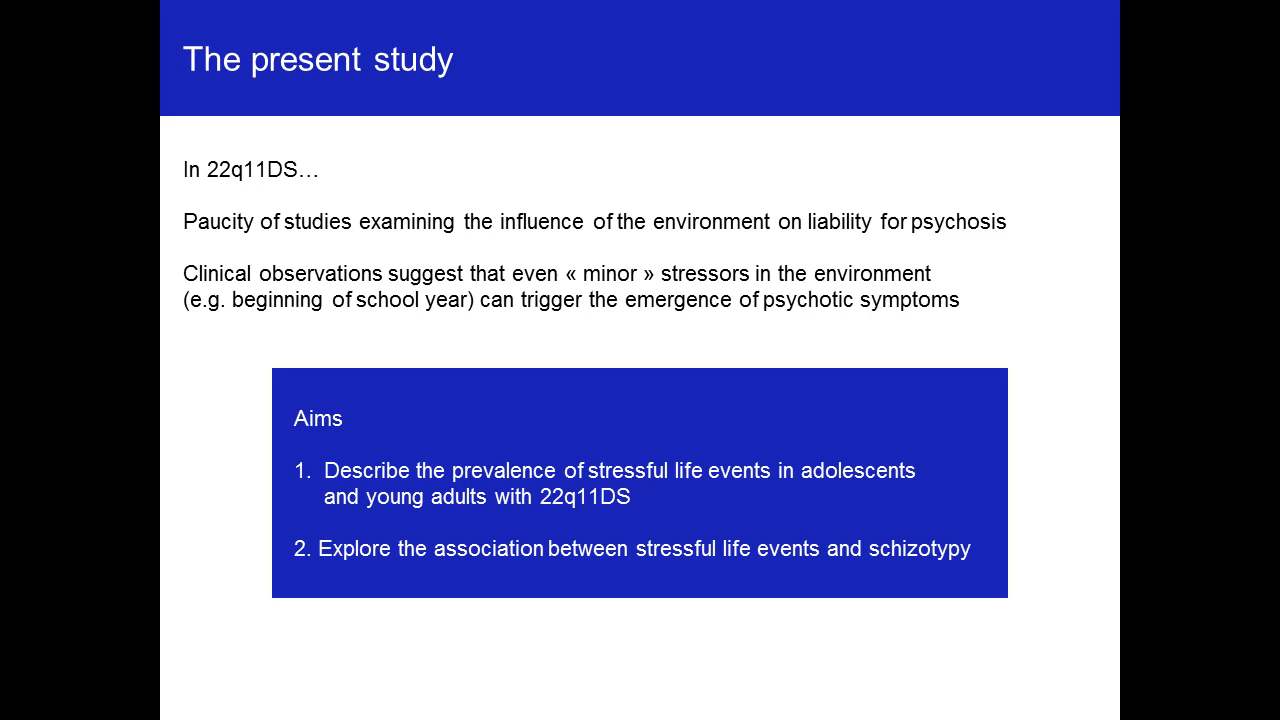 The present study
In 22q11DS…
Paucity of studies examining the influence of the environment on liability for psychosis
Clinical observations suggest that even « minor » stressors in the environment
(e.g. beginning of school year) can trigger the emergence of psychotic symptoms
Aims
1. Describe the prevalence of stressful life events in adolescents
and young adults with 22q11DS
2. Explore the association between stressful life events and schizotypy